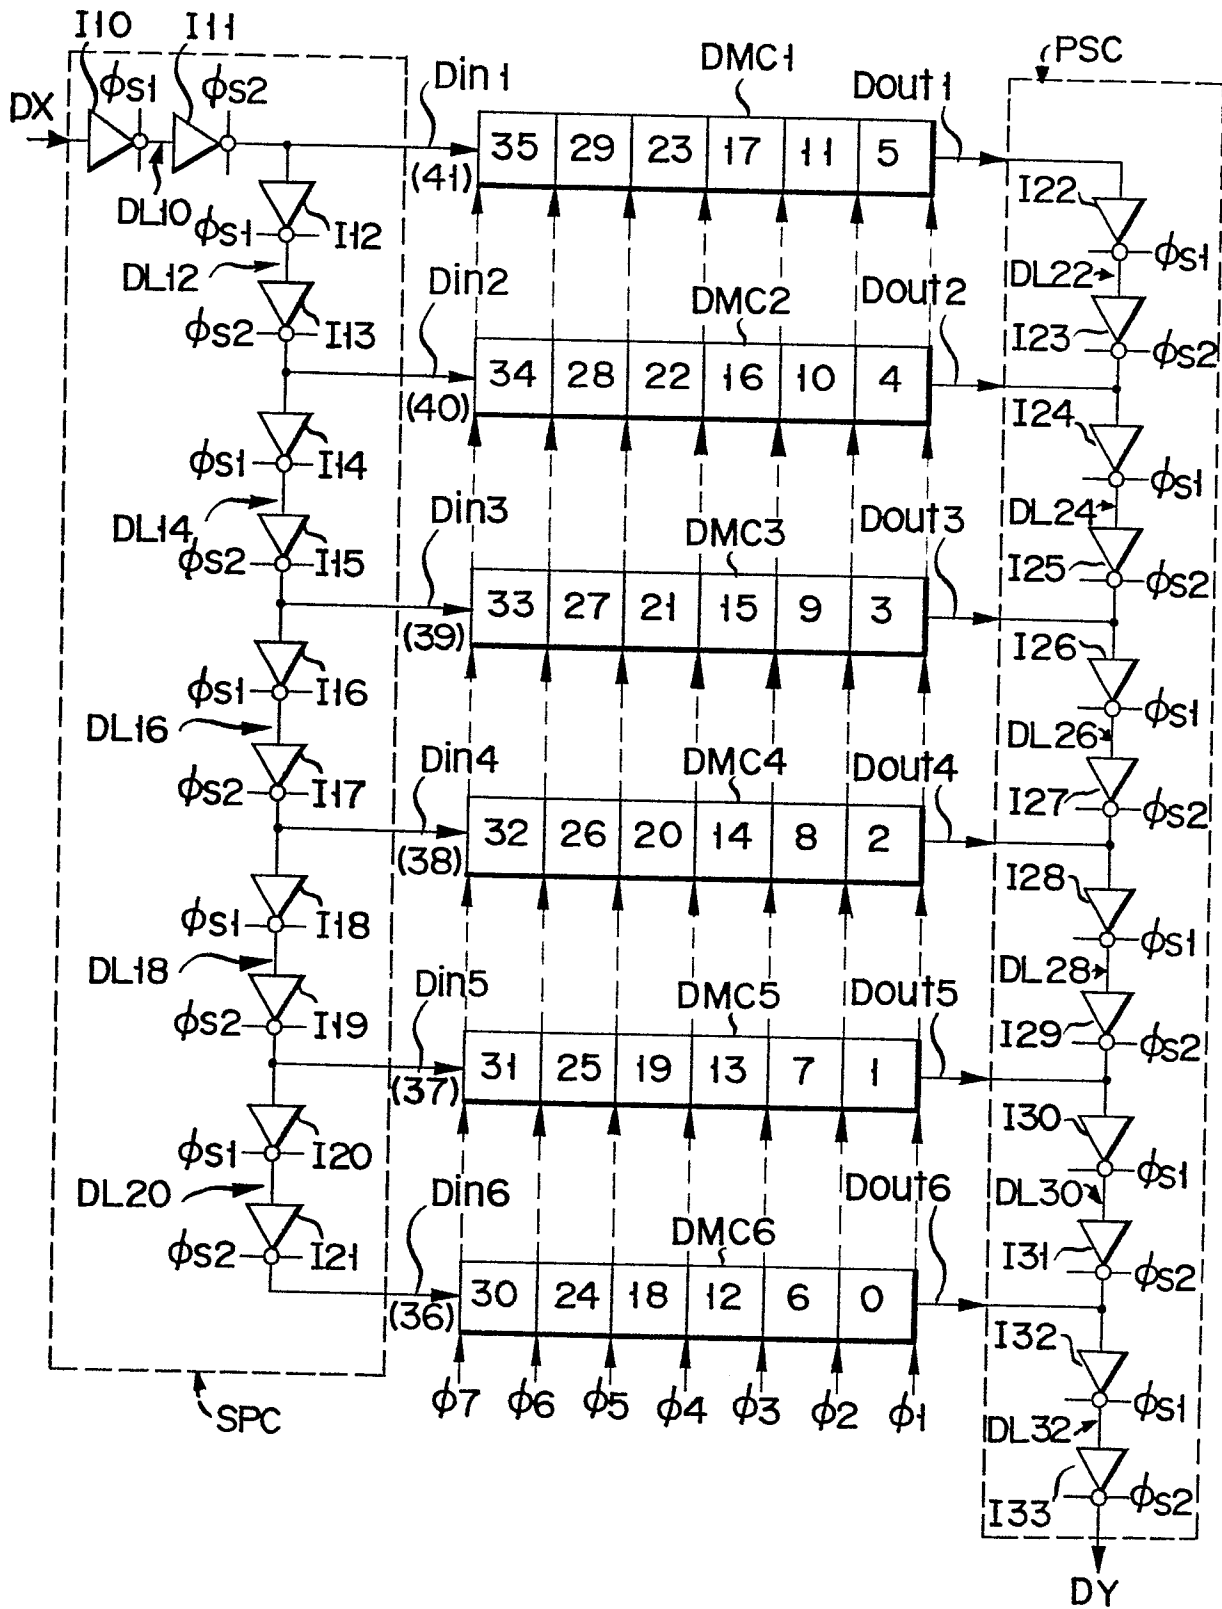 I10 I11 PSC
DX ϕS1 ϕS2 Din1 DMC1 Dout1
35 29 23 17 11 5
(41)
DL10 I22
ϕS1 I12 ϕS1
DL12 DL22
Din2 DMC2 Dout2
ϕS2 I13 I23 ϕS2
34 28 22 16 10 4
(40)
I24
ϕS1 I14 ϕS1
DL14 DL24
Din3 DMC3 Dout3
ϕS2 I15 I25 ϕS2
33 27 21 15 9 3
(39)
I26
ϕS1 I16 ϕS1
DL16 DL26
Din4 DMC4 Dout4
ϕS2 I17 I27 ϕS2
32 26 20 14 8 2
(38)
I28
ϕS1 I18 ϕS1
DL18 DL28
Din5 DMC5 Dout5
ϕS2 I19 I29 ϕS2
31 25 19 13 7 1
(37)
I30
ϕS1 I20 ϕS1
DL20 DL30
Din6 DMC6 Dout6
ϕS2 I21 I31 ϕS2
30 24 18 12 6 0
(36)
I32
ϕ7 ϕ6 ϕ5 ϕ4 ϕ3 ϕ2 ϕ1 ϕS1
SPC DL32
I33 ϕS2
DY